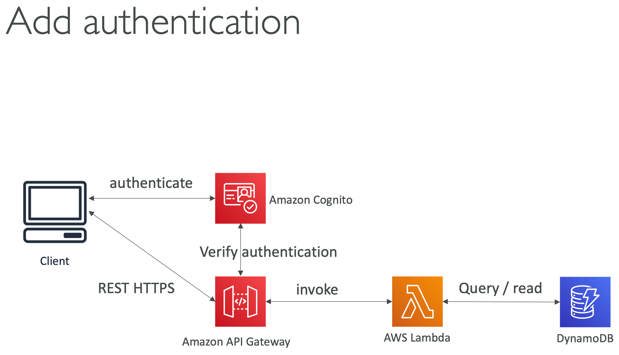 Add authentication
authenticate
Amazon Cognito
Client
Verify authentication
REST HTTPS
invoke
Query / read
Amazon API Gateway
AWS Lambda
DynamoDB